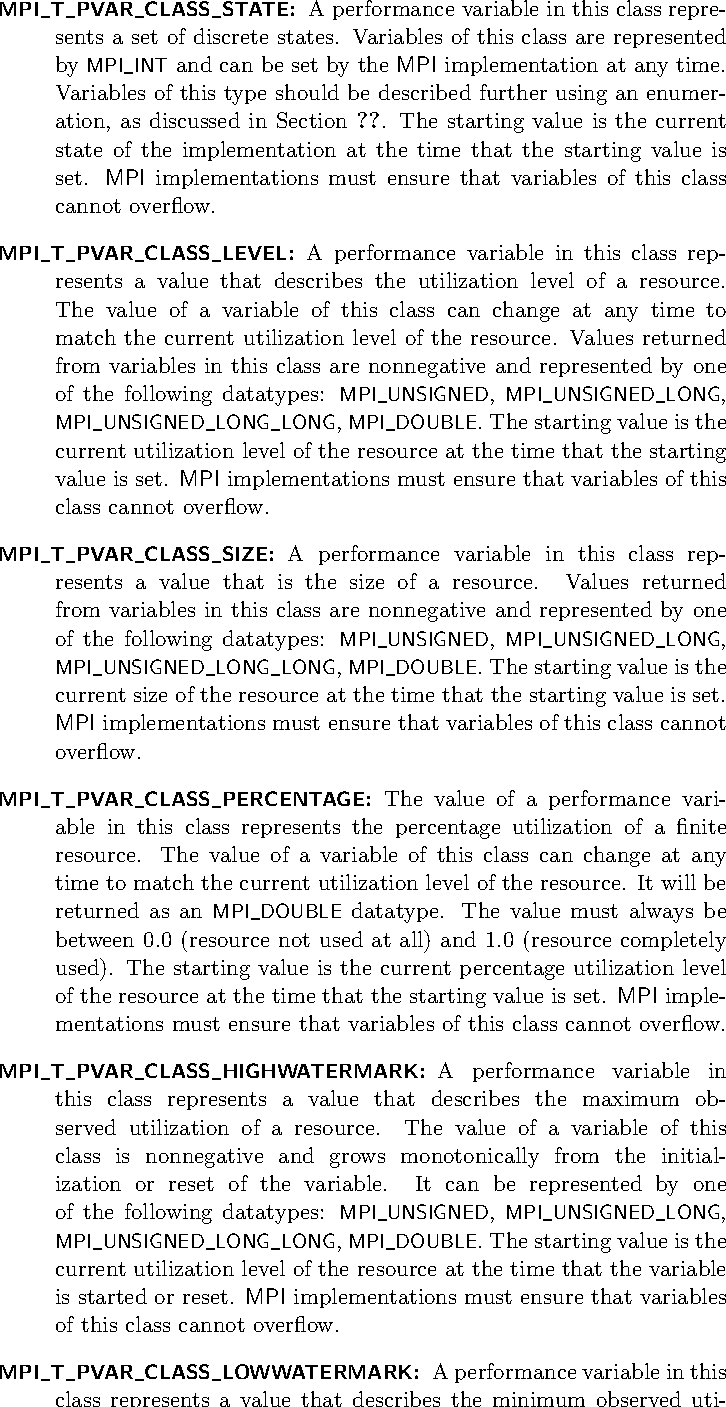 MPI_T_PVAR_CLASS_STATE: A performance variable in this class repre-
sents a set of discrete states. Variables of this class are represented
by MPI_INT and can be set by the MPI implementation at any time.
Variables of this type should be described further using an enumer-
ation, as discussed in Section ??. The starting value is the current
state of the implementation at the time that the starting value is
set. MPI implementations must ensure that variables of this class
cannot overflow.
MPI_T_PVAR_CLASS_LEVEL: A performance variable in this class rep-
resents a value that describes the utilization level of a resource.
The value of a variable of this class can change at any time to
match the current utilization level of the resource. Values returned
from variables in this class are nonnegative and represented by one
of the following datatypes: MPI_UNSIGNED, MPI_UNSIGNED_LONG,
MPI_UNSIGNED_LONG_LONG, MPI_DOUBLE. The starting value is the
current utilization level of the resource at the time that the starting
value is set. MPI implementations must ensure that variables of this
class cannot overflow.
MPI_T_PVAR_CLASS_SIZE: A performance variable in this class rep-
resents a value that is the size of a resource. Values returned
from variables in this class are nonnegative and represented by one
of the following datatypes: MPI_UNSIGNED, MPI_UNSIGNED_LONG,
MPI_UNSIGNED_LONG_LONG, MPI_DOUBLE. The starting value is the
current size of the resource at the time that the starting value is set.
MPI implementations must ensure that variables of this class cannot
overflow.
MPI_T_PVAR_CLASS_PERCENTAGE: The value of a performance vari-
able in this class represents the percentage utilization of a finite
resource. The value of a variable of this class can change at any
time to match the current utilization level of the resource. It will be
returned as an MPI_DOUBLE datatype. The value must always be
between 0.0 (resource not used at all) and 1.0 (resource completely
used). The starting value is the current percentage utilization level
of the resource at the time that the starting value is set. MPI imple-
mentations must ensure that variables of this class cannot overflow.
MPI_T_PVAR_CLASS_HIGHWATERMARK: A performance variable in
this class represents a value that describes the maximum ob-
served utilization of a resource. The value of a variable of this
class is nonnegative and grows monotonically from the initial-
ization or reset of the variable. It can be represented by one
of the following datatypes: MPI_UNSIGNED, MPI_UNSIGNED_LONG,
MPI_UNSIGNED_LONG_LONG, MPI_DOUBLE. The starting value is the
current utilization level of the resource at the time that the variable
is started or reset. MPI implementations must ensure that variables
of this class cannot overflow.
MPI_T_PVAR_CLASS_LOWWATERMARK: A performance variable in this
class represents a value that describes the minimum observed uti-